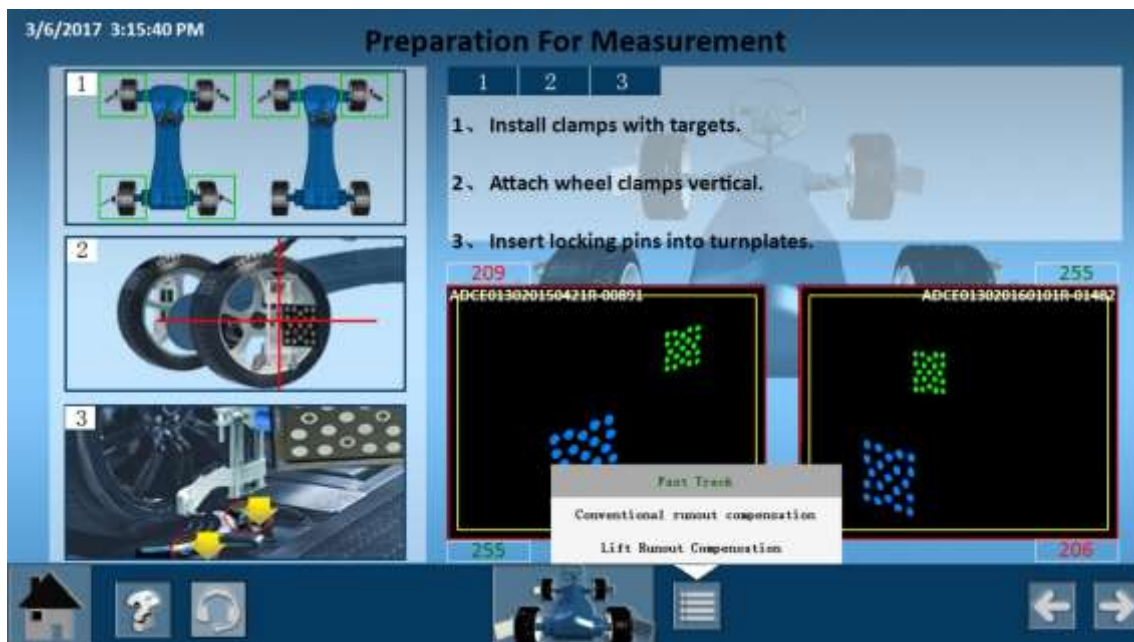 3/6/2017 3:15:40 PM
Preparation For Measurement
1
2
3
1 2 3
1、 Install clamps with targets.
2、 Attach wheel clamps vertical.
3、 Insert locking pins into turnplates.
209
255
ADCE013020150421R-00891
ADCE013020160101R-01482
Fast Track
Conventional runout compensation
Lift Runout Compensation
255
206